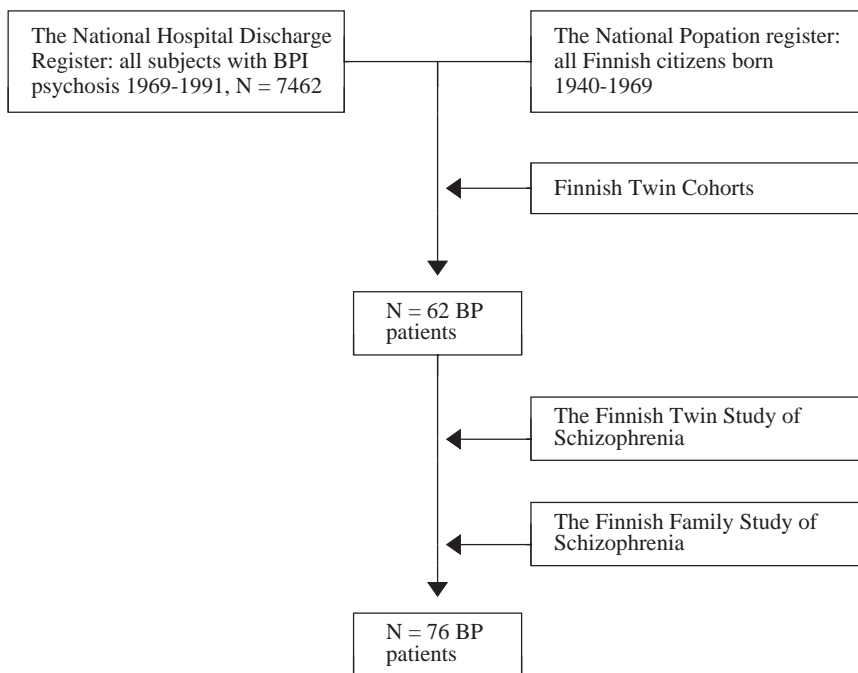 The National Hospital Discharge
Register: all subjects with BPI
psychosis 1969-1991, N = 7462
The National Popation register:
all Finnish citizens born
1940-1969
Finnish Twin Cohorts
N = 62 BP
patients
The Finnish Twin Study of
Schizophrenia
The Finnish Family Study of
Schizophrenia
N = 76 BP
patients